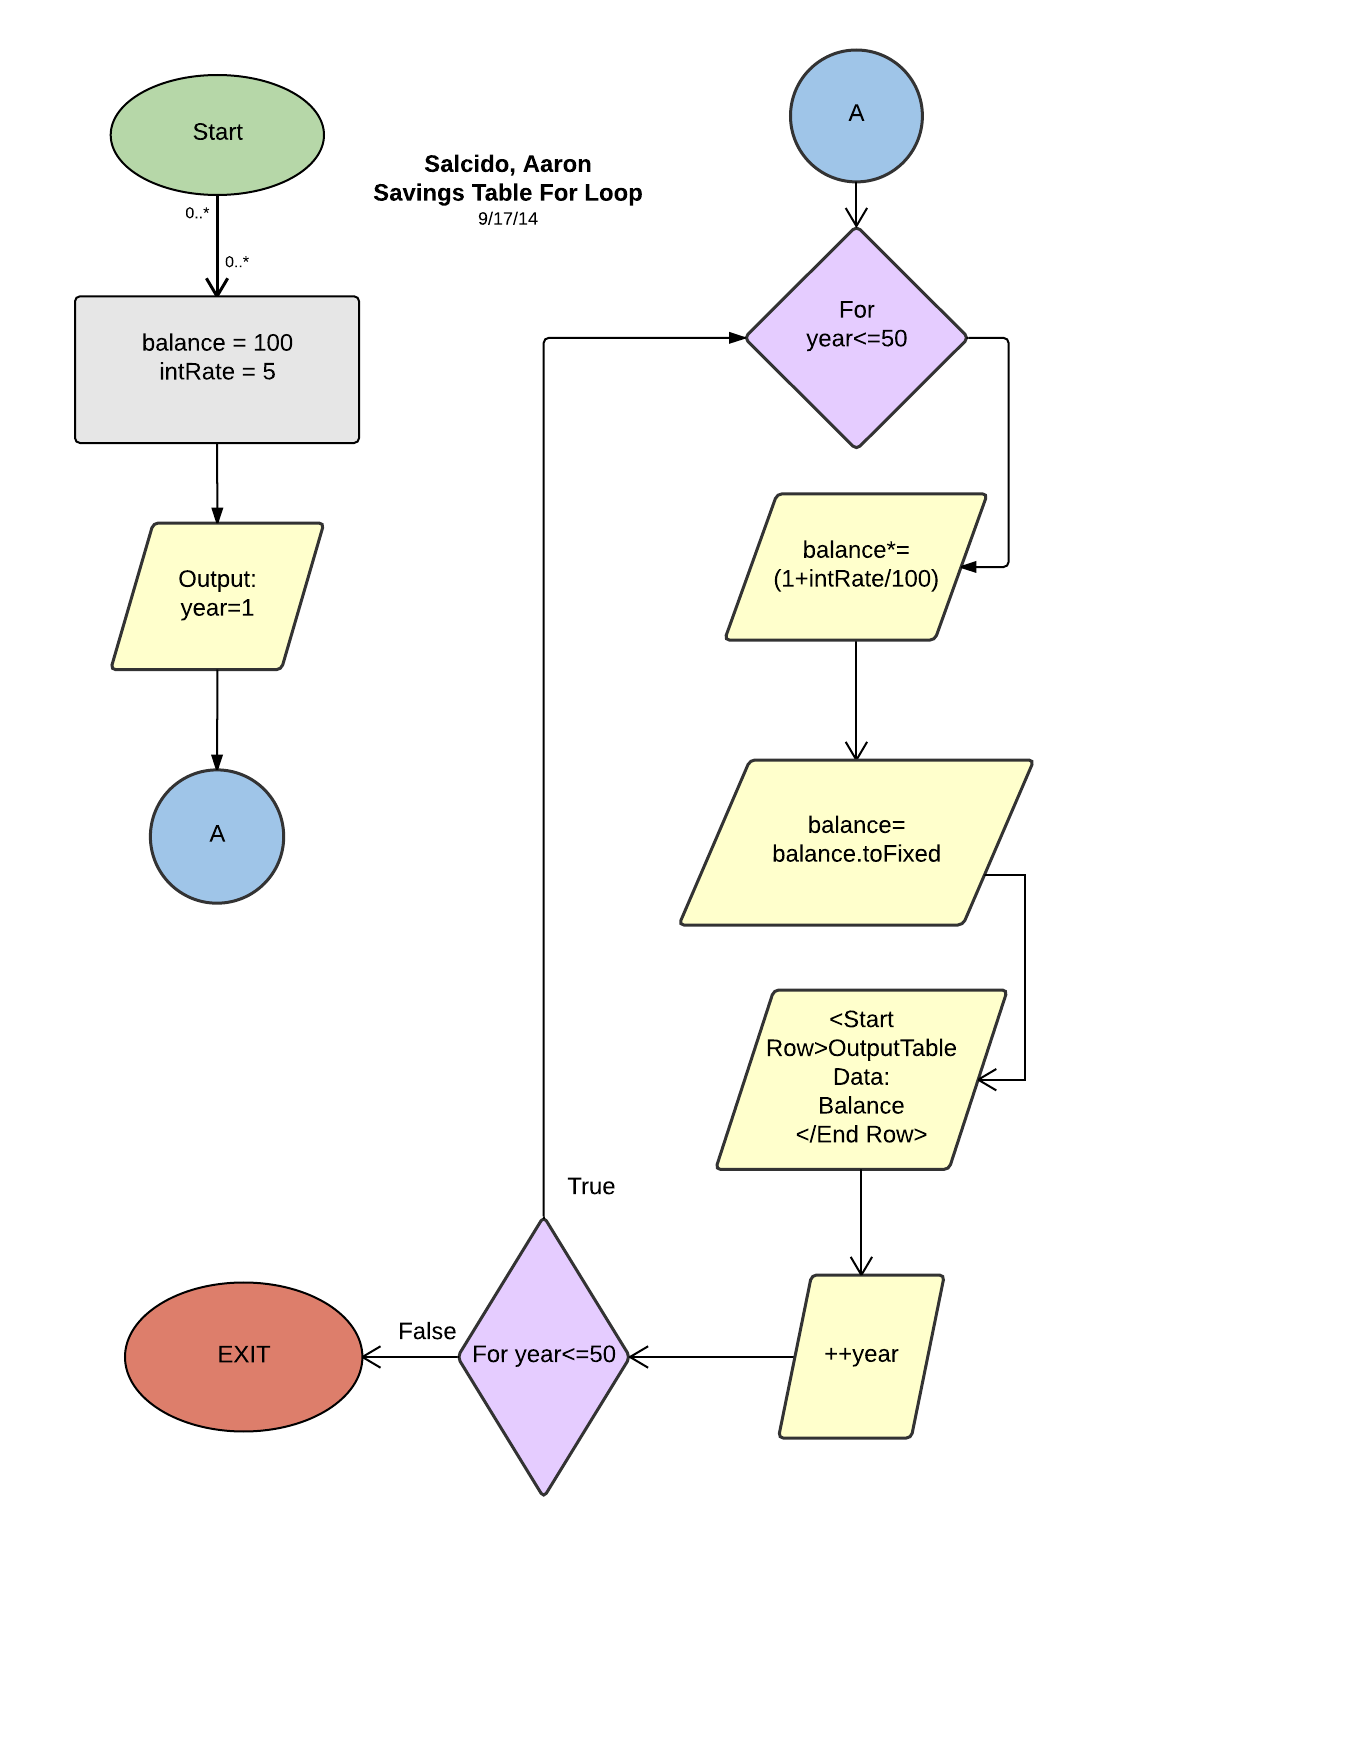 Start
0..*
0..*
balance = 100
intRate = 5
Output:
year=1
A
Salcido, Aaron
Savings Table For Loop
9/17/14
A
For
year<=50
balance*=
(1+intRate/100)
balance=
balance.toFixed
<Start
Row>OutputTable
Data:
Balance
</End Row>
++year
For year<=50
True
False
EXIT